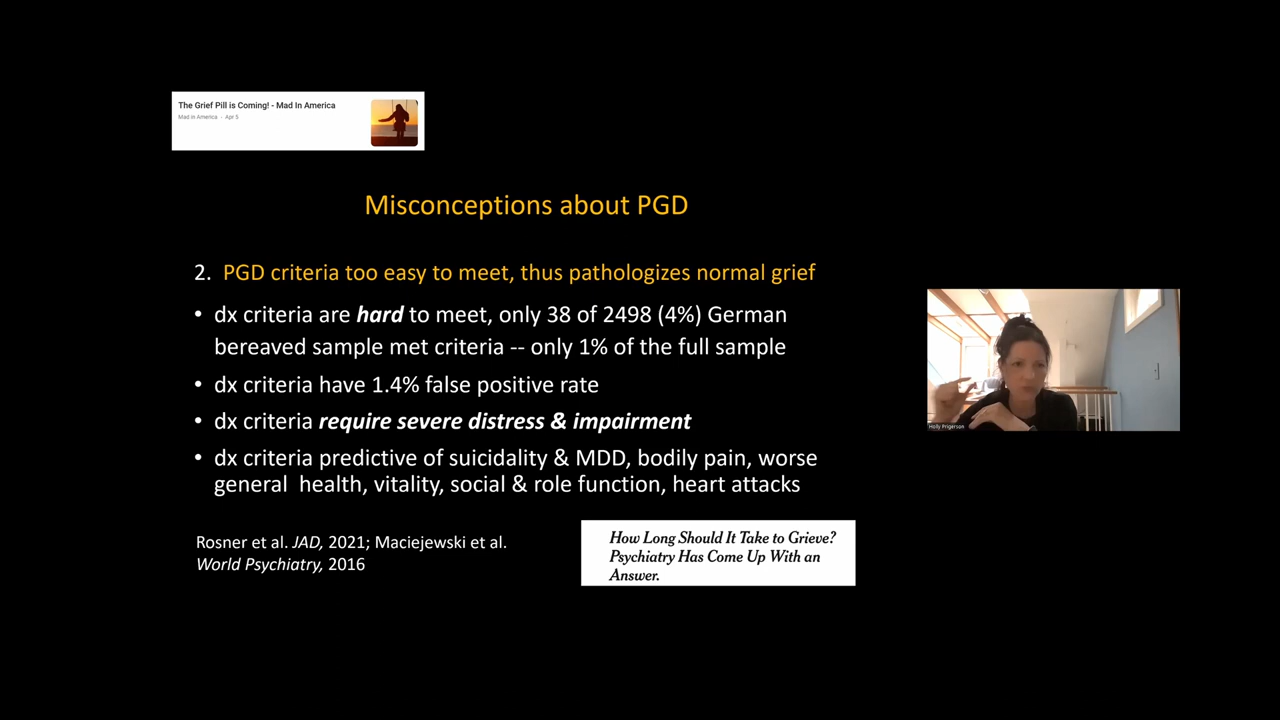 The Grief Pill is Coming! - Mad In America
Mad in America - Apr 5
Misconceptions about PGD
2. PGD criteria too easy to meet, thus pathologizes normal grief
• dx criteria are hard to meet, only 38 of 2498 (4%) German
bereaved sample met criteria -- only 1% of the full sample
• dx criteria have 1.4% false positive rate
• dx criteria require severe distress & impairment
• dx criteria predictive of suicidality & MDD, bodily pain, worse
general health, vitality, social & role function, heart attacks
Rosner et al. JAD, 2021; Maciejewski et al.
World Psychiatry, 2016
How Long Should It Take to Grieve?
Psychiatry Has Come Up With an
Answer.
Holly Prigerson